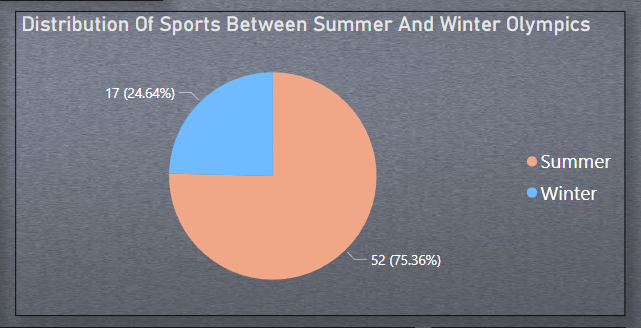 Distribution Of Sports Between Summer And Winter Olympics
17 (24.64%)
Summer
Winter
52 (75.36%)